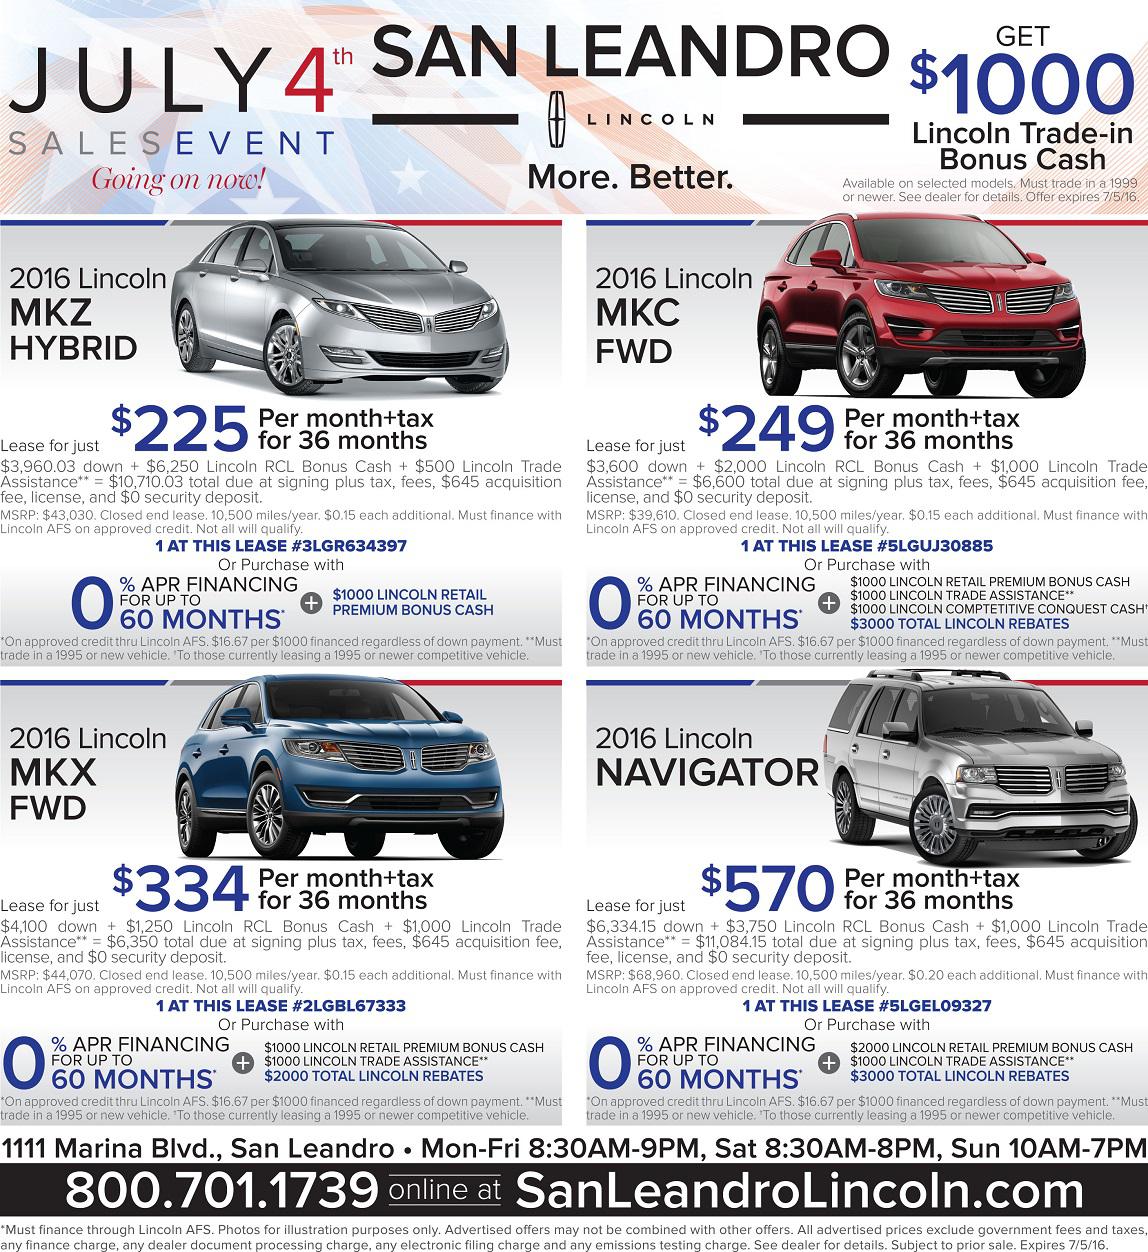 JULY 4th
SALESEVENT
Going on now!
SAN LEANDRO
LINCOLN
More. Better.
GET
$1000
Lincoln Trade-in
Bonus Cash
Available on selected models. Must trade in a 1999
or newer. See dealer for details. Offer expires 7/5/16.
2016 Lincoln
MKZ
HYBRID
Lease for just $225 Per month+tax
for 36 months
$3,960.03 down + $6,250 Lincoln RCL Bonus Cash + $500 Lincoln Trade
Assistance** = $10,710.03 total due at signing plus tax, fees, $645 acquisition
fee, license, and $0 security deposit.
MSRP: $43,030. Closed end lease. 10,500 miles/year. $0.15 each additional. Must finance with
Lincoln AFS on approved credit. Not all will qualify.
1 AT THIS LEASE #3LGR634397
Or Purchase with
0% APR FINANCING
FOR UP TO
60 MONTHS*
+
$1000 LINCOLN RETAIL
PREMIUM BONUS CASH
*On approved credit thru Lincoln AFS. $16.67 per $1000 financed regardless of down payment. **Must
trade in a 1995 or new vehicle. †To those currently leasing a 1995 or newer competitive vehicle.
2016 Lincoln
MKC
FWD
Lease for just $249 Per month+tax
for 36 months
$3,600 down + $2,000 Lincoln RCL Bonus Cash + $1,000 Lincoln Trade
Assistance** = $6,600 total due at signing plus tax, fees, $645 acquisition fee,
license, and $0 security deposit.
MSRP: $39,610. Closed end lease. 10,500 miles/year. $0.15 each additional. Must finance with
Lincoln AFS on approved credit. Not all will qualify.
1 AT THIS LEASE #5LGUJ30885
Or Purchase with
0% APR FINANCING
FOR UP TO
60 MONTHS*
+
$1000 LINCOLN RETAIL PREMIUM BONUS CASH
$1000 LINCOLN TRADE ASSISTANCE**
$1000 LINCOLN COMPTETITIVE CONQUEST CASH†
$3000 TOTAL LINCOLN REBATES
*On approved credit thru Lincoln AFS. $16.67 per $1000 financed regardless of down payment. **Must
trade in a 1995 or new vehicle. †To those currently leasing a 1995 or newer competitive vehicle.
2016 Lincoln
MKX
FWD
Lease for just $334 Per month+tax
for 36 months
$4,100 down + $1,250 Lincoln RCL Bonus Cash + $1,000 Lincoln Trade
Assistance** = $6,350 total due at signing plus tax, fees, $645 acquisition fee,
license, and $0 security deposit.
MSRP: $44,070. Closed end lease. 10,500 miles/year. $0.15 each additional. Must finance with
Lincoln AFS on approved credit. Not all will qualify.
1 AT THIS LEASE #2LGBL67333
Or Purchase with
0% APR FINANCING
FOR UP TO
60 MONTHS*
+
$1000 LINCOLN RETAIL PREMIUM BONUS CASH
$1000 LINCOLN TRADE ASSISTANCE**
$2000 TOTAL LINCOLN REBATES
*On approved credit thru Lincoln AFS. $16.67 per $1000 financed regardless of down payment. **Must
trade in a 1995 or new vehicle. †To those currently leasing a 1995 or newer competitive vehicle.
2016 Lincoln
NAVIGATOR
Lease for just $570 Per month+tax
for 36 months
$6,334.15 down + $3,750 Lincoln RCL Bonus Cash + $1,000 Lincoln Trade
Assistance** = $11,084.15 total due at signing plus tax, fees, $645 acquisition
fee, license, and $0 security deposit.
MSRP: $68,960. Closed end lease. 10,500 miles/year. $0.20 each additional. Must finance with
Lincoln AFS on approved credit. Not all will qualify.
1 AT THIS LEASE #5LGEL09327
Or Purchase with
0% APR FINANCING
FOR UP TO
60 MONTHS*
+
$2000 LINCOLN RETAIL PREMIUM BONUS CASH
$1000 LINCOLN TRADE ASSISTANCE**
$3000 TOTAL LINCOLN REBATES
*On approved credit thru Lincoln AFS. $16.67 per $1000 financed regardless of down payment. **Must
trade in a 1995 or new vehicle. †To those currently leasing a 1995 or newer competitive vehicle.
1111 Marina Blvd., San Leandro • Mon-Fri 8:30AM-9PM, Sat 8:30AM-8PM, Sun 10AM-7PM
800.701.1739 online at SanLeandroLincoln.com
*Must finance through Lincoln AFS. Photos for illustration purposes only. Advertised offers may not be combined with other offers. All advertised prices exclude government fees and taxes,
any finance charge, any dealer document processing charge, any electronic filing charge and any emissions testing charge. See dealer for details. Subject to prior sale. Expires 7/5/16.